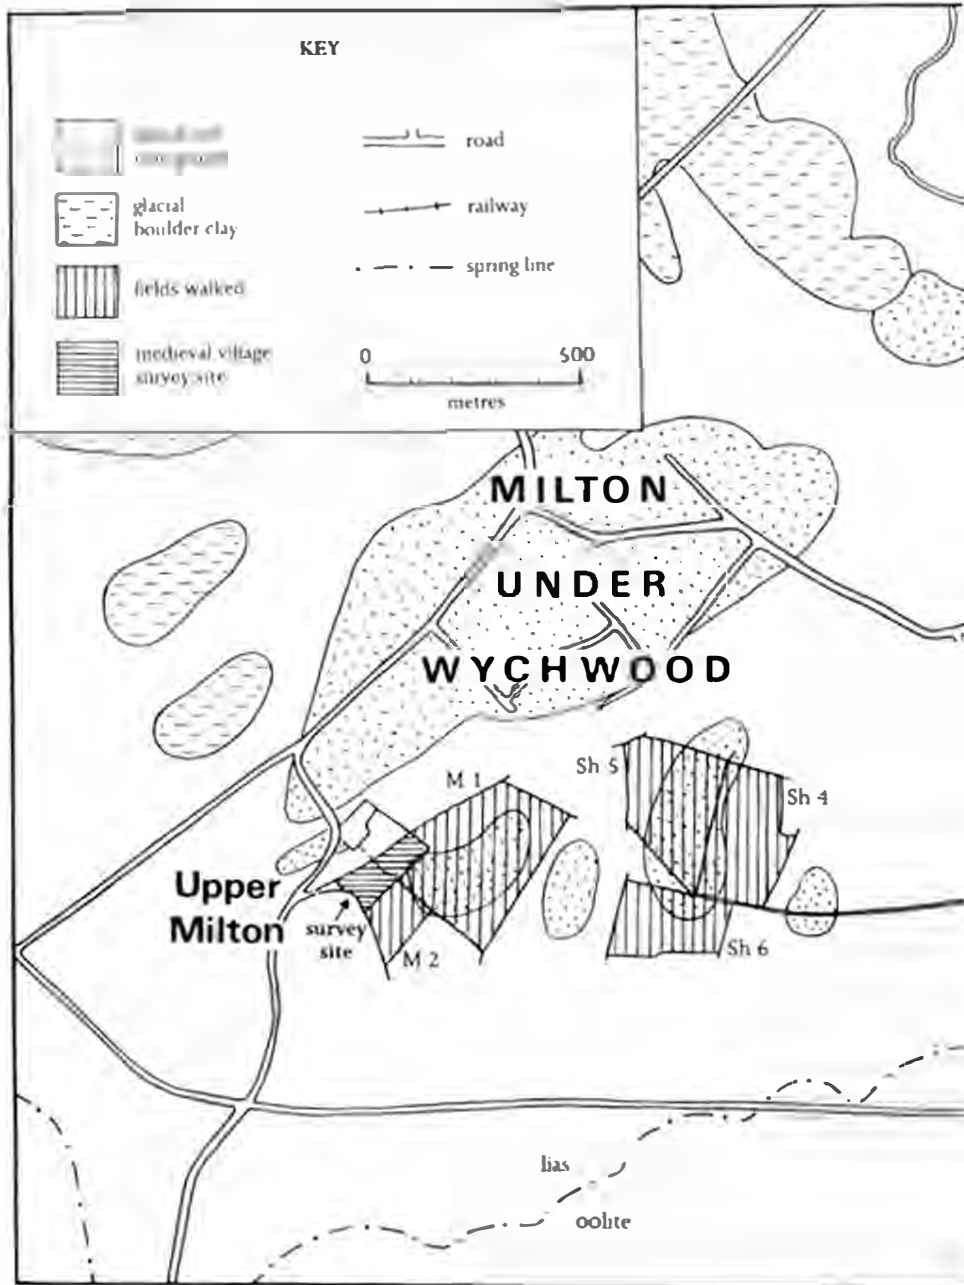 KEY
glacial
boulder clay
fields walked
medieval village
survey site
road
railway
spring line
0 500
metres
MILTON
UNDER
WYCHWOOD
Sh 5
M 1
Sh 4
Upper
Milton
survey
site
M 2
Sh 6
lias
oolite